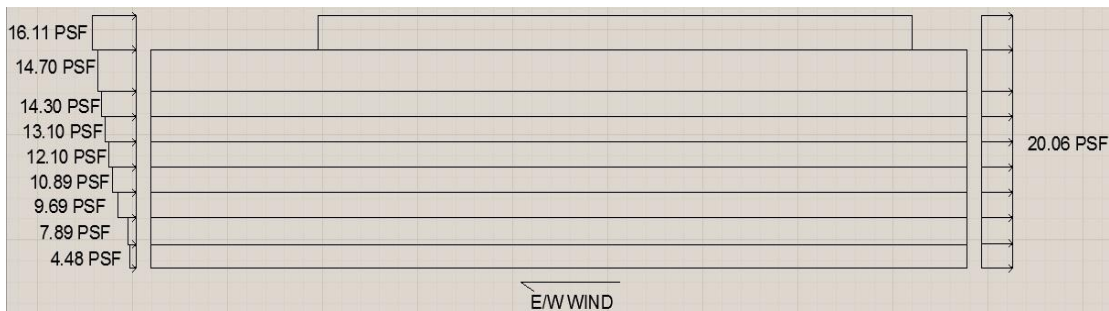 16.11 PSF
14.70 PSF
14.30 PSF
13.10 PSF
12.10 PSF
20.06 PSF
10.89 PSF
9.69 PSF
7.89 PSF
4.48 PSF
E/W WIND